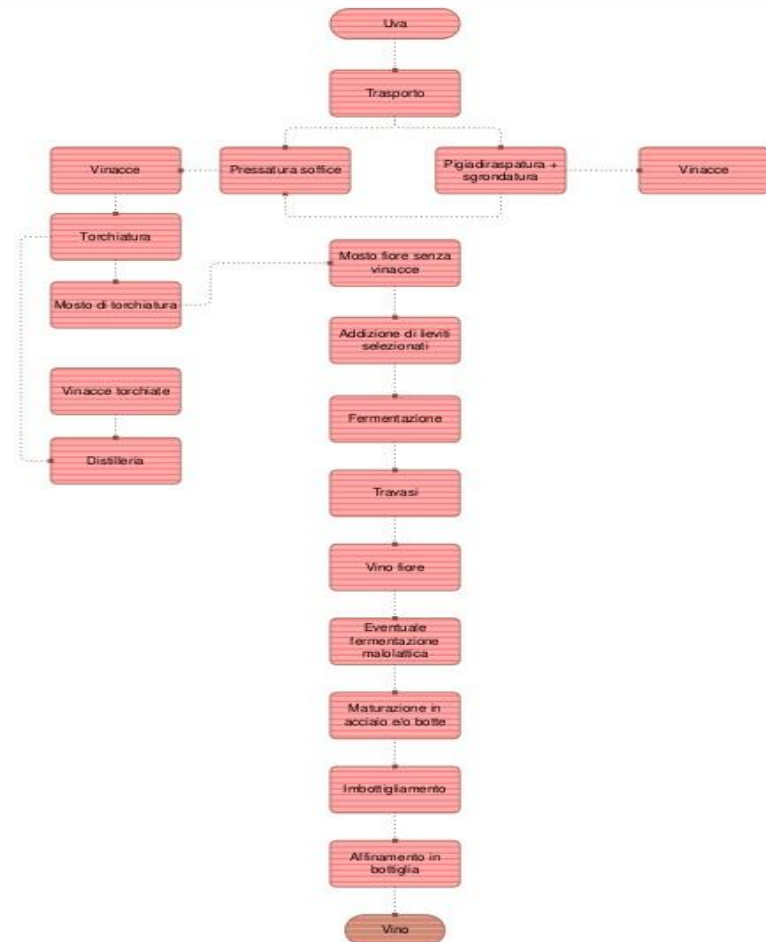 Uva
Trasporto
Vinacce
Pressatura soffice
Pigiadiraspatura +
sgrondatura
Vinacce
Torchiatura
Mosto fiore senza
vinacce
Mosto di torchiatura
Addizione di lieviti
selezionati
Vinacce torchiate
Fermentazione
Distilleria
Travasi
Vino fiore
Eventuale
fermentazione
malolattica
Maturazione in
acciaio e/o botte
Imbottigliamento
Affinamento in
bottiglia
Vino